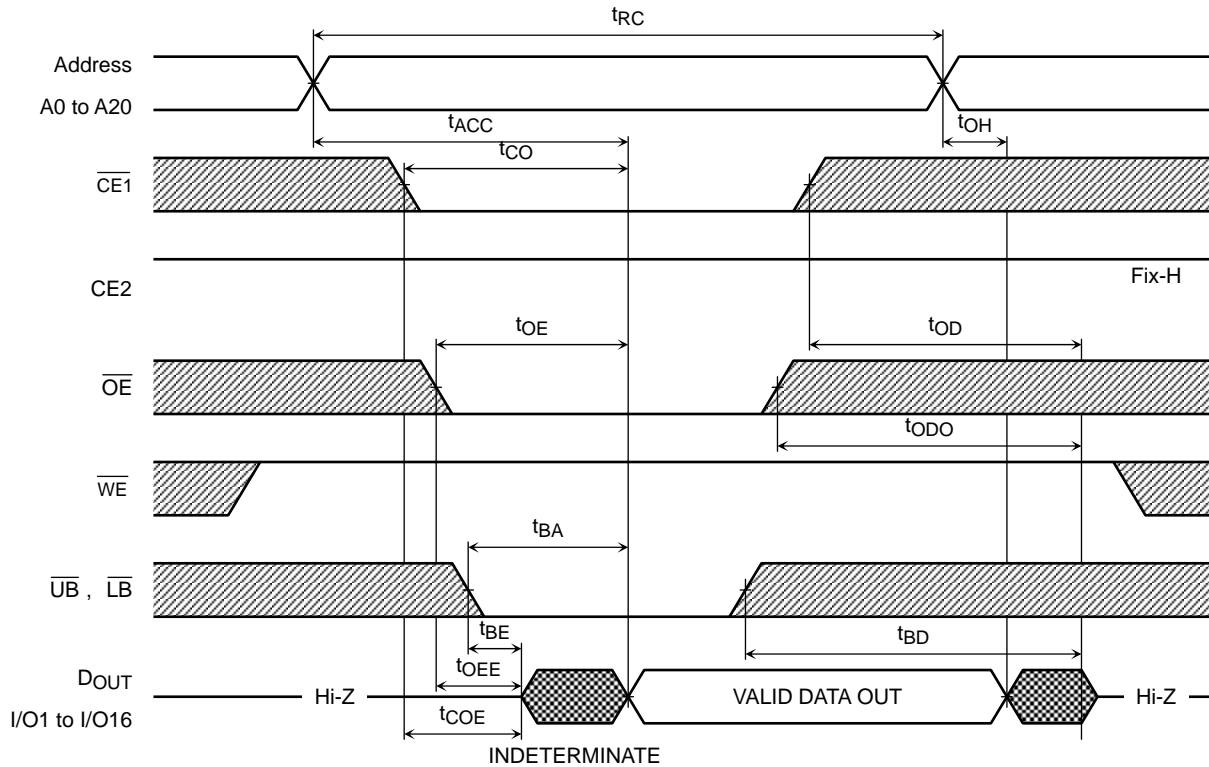 tRC
Address
A0 to A20
tACC
tOH
tCO
CE1
Fix-H
CE2
tOE
tOD
OE
tODO
WE
tBA
UB , LB
tBE
tBD
tOEE
DOUT
Hi-Z
VALID DATA OUT
Hi-Z
I/O1 to I/O16
tCOE
INDETERMINATE